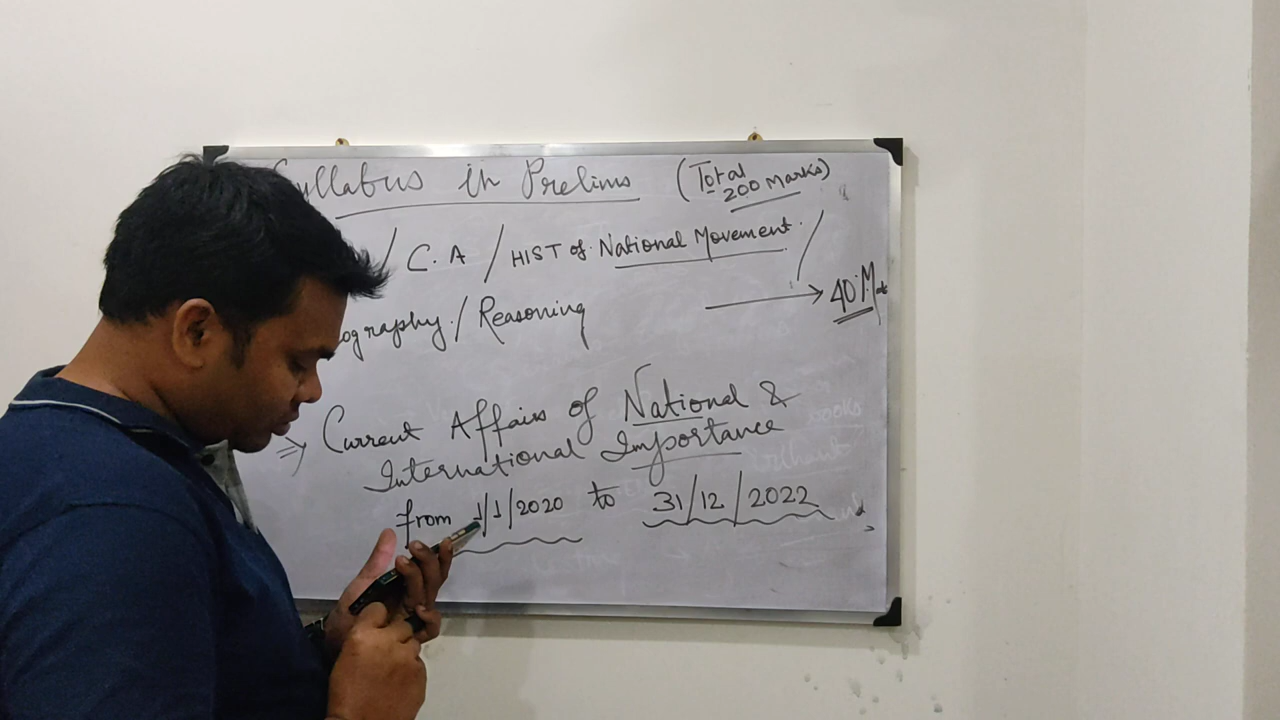 Syllabus in Prelims (Total 200 Marks)
/ C.A / HIST of National Movement. /
ography / Reasoning → 40 M
⇒ Current Affairs of National &
International Importance
from 1/1/2020 to 31/12/2022